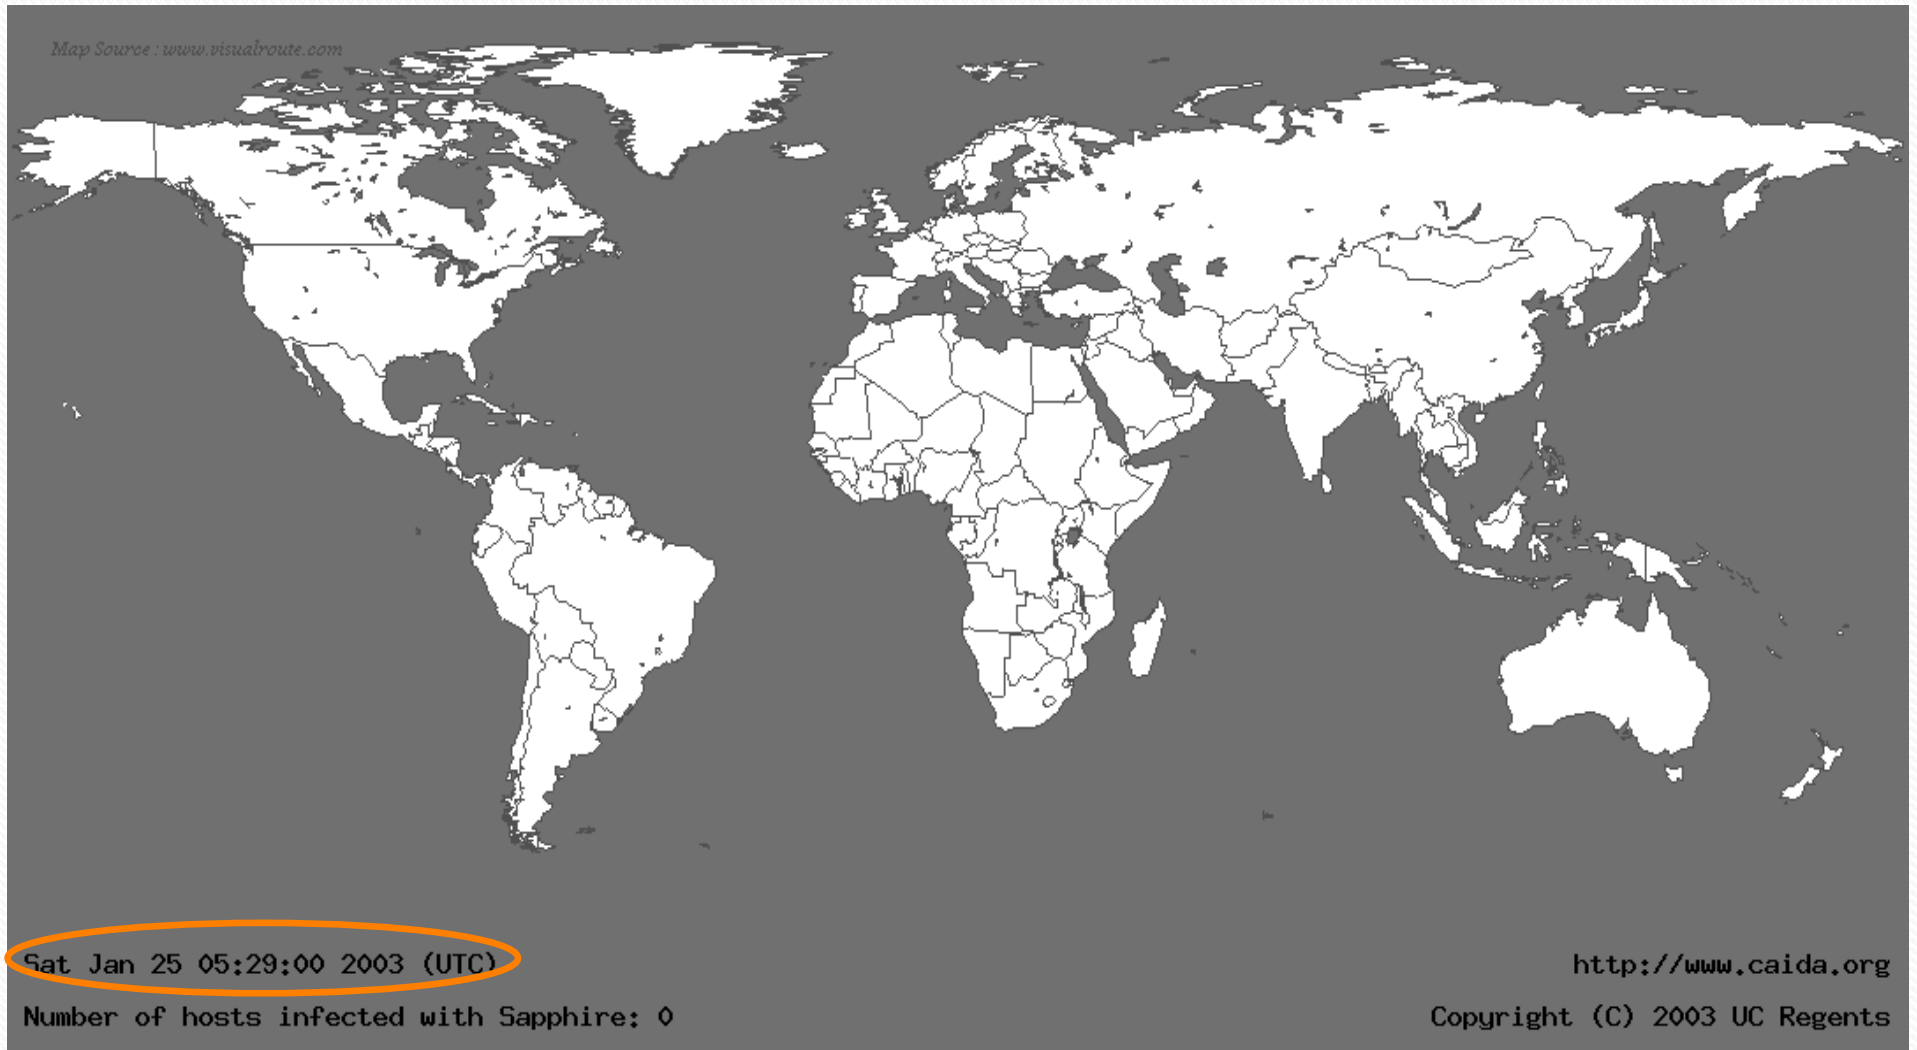 Map Source : www.visualroute.com
Sat Jan 25 05:29:00 2003 (UTC)
http://www.caida.org
Number of hosts infected with Sapphire: 0
Copyright (C) 2003 UC Regents